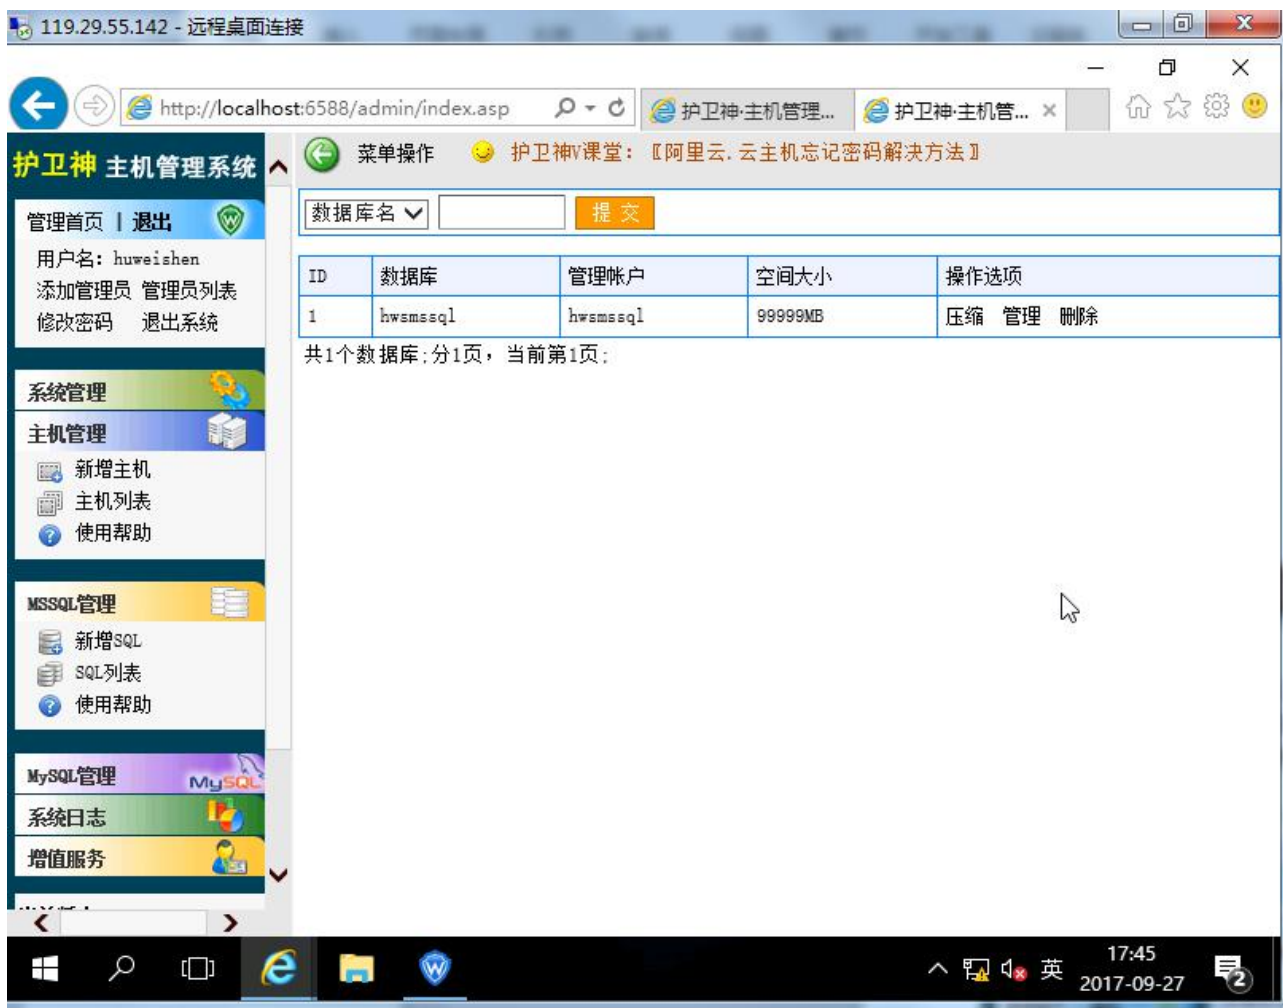 119.29.55.142 - 远程桌面连接
http://localhost:6588/admin/index.asp
护卫神·主机管理...
护卫神·主机管...
护卫神 主机管理系统
管理首页 | 退出
用户名: huweishen
添加管理员 管理员列表
修改密码 退出系统
系统管理
主机管理
新增主机
主机列表
使用帮助
MSSQL管理
新增SQL
SQL列表
使用帮助
MySQL管理 MySQL
系统日志
增值服务
菜单操作 护卫神V课堂：〖阿里云.云主机忘记密码解决方法〗
数据库名 提 交
ID 数据库 管理帐户 空间大小 操作选项
1 hwsmssql hwsmssql 99999MB 压缩 管理 删除
共1个数据库;分1页，当前第1页;
英
17:45
2017-09-27
2